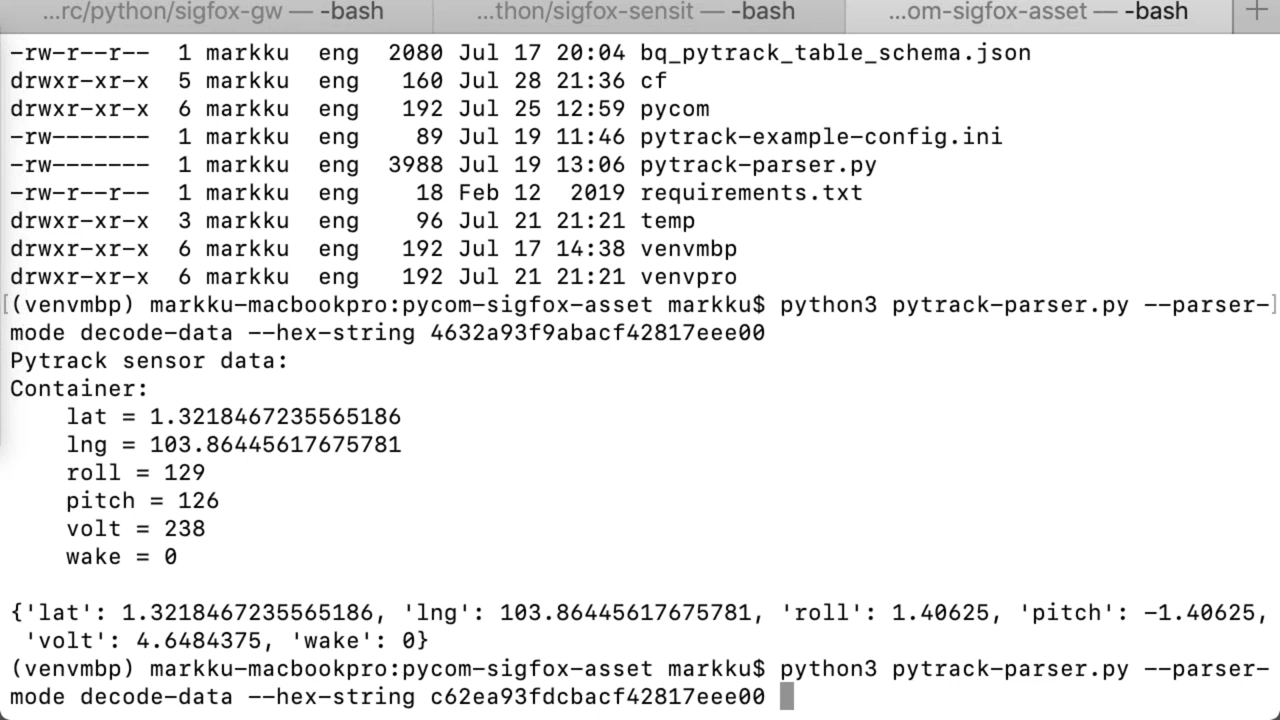 ...rc/python/sigfox-gw — -bash ...thon/sigfox-sensit — -bash ...om-sigfox-asset — -bash +
-rw-r--r-- 1 markku eng 2080 Jul 17 20:04 bq_pytrack_table_schema.json
drwxr-xr-x 5 markku eng 160 Jul 28 21:36 cf
drwxr-xr-x 6 markku eng 192 Jul 25 12:59 pycom
-rw------- 1 markku eng 89 Jul 19 11:46 pytrack-example-config.ini
-rw------- 1 markku eng 3988 Jul 19 13:06 pytrack-parser.py
-rw------- 1 markku eng 18 Feb 12 2019 requirements.txt
drwxr-xr-x 3 markku eng 96 Jul 21 21:21 temp
drwxr-xr-x 6 markku eng 192 Jul 17 14:38 venvmbp
drwxr-xr-x 6 markku eng 192 Jul 21 21:21 venvpro
[(venvmbp) markku-macbookpro:pycom-sigfox-asset markku$ python3 pytrack-parser.py --parser-]
mode decode-data --hex-string 4632a93f9abacf42817eee00
Pytrack sensor data:
Container:
lat = 1.3218467235565186
lng = 103.86445617675781
roll = 129
pitch = 126
volt = 238
wake = 0
{'lat': 1.3218467235565186, 'lng': 103.86445617675781, 'roll': 1.40625, 'pitch': -1.40625,
'volt': 4.6484375, 'wake': 0}
(venvmbp) markku-macbookpro:pycom-sigfox-asset markku$ python3 pytrack-parser.py --parser-
mode decode-data --hex-string c62ea93fdcbacf42817eee00